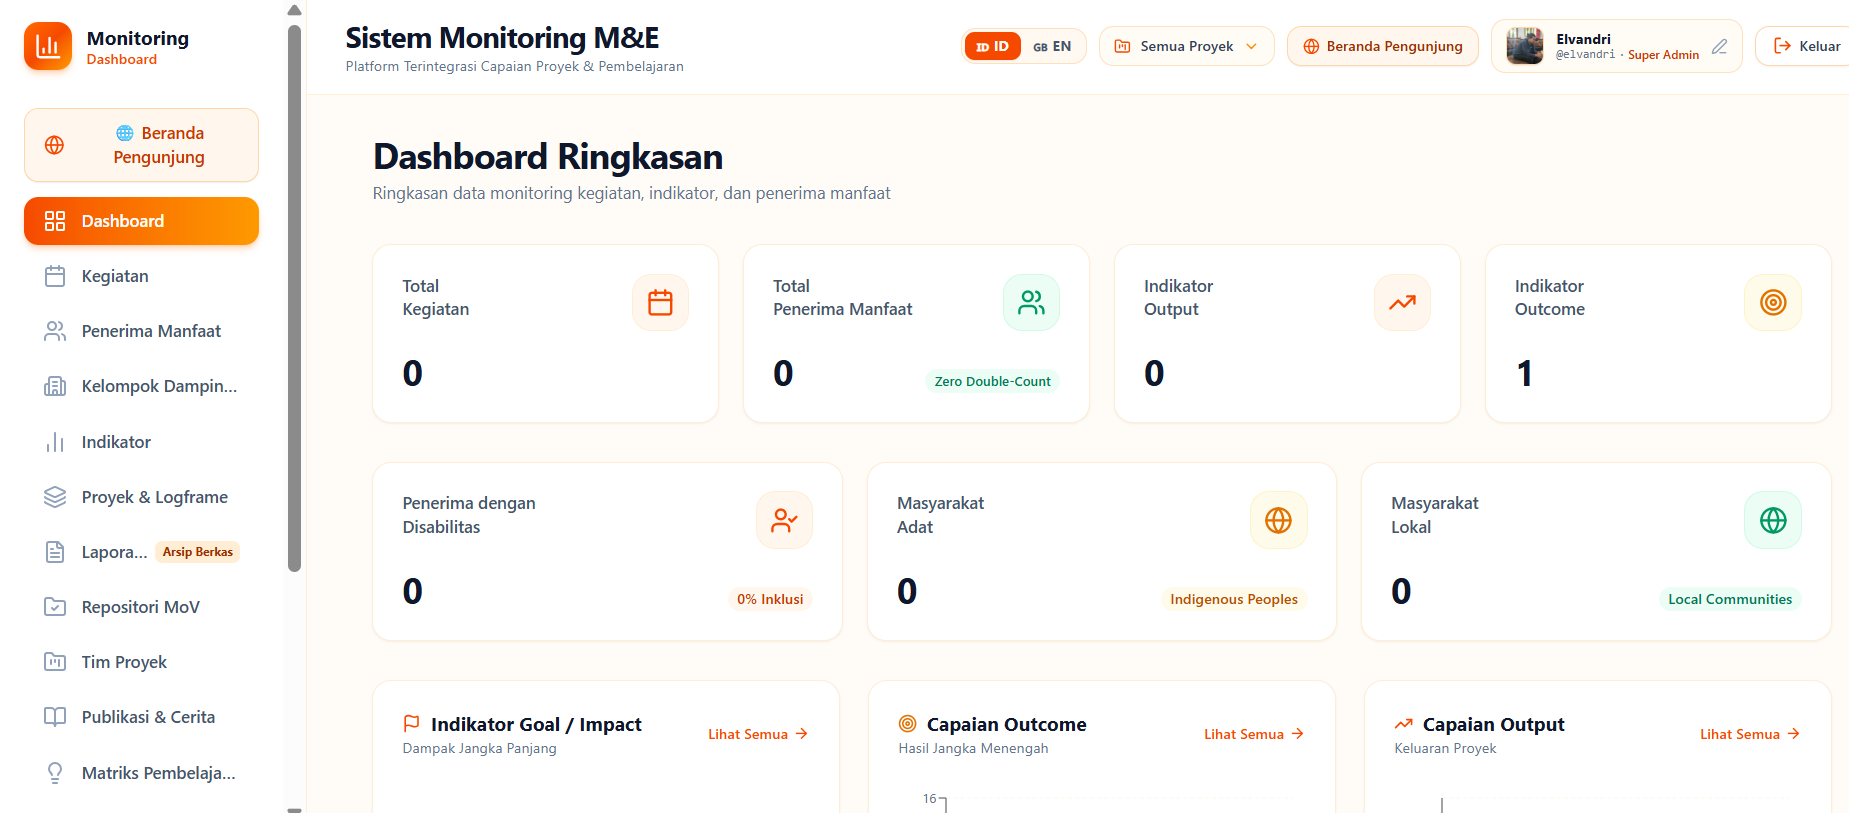 Monitoring
Dashboard
Beranda
Pengunjung
Dashboard
Kegiatan
Penerima Manfaat
Kelompok Dampin...
Indikator
Proyek & Logframe
Lapora... Arsip Berkas
Repositori MoV
Tim Proyek
Publikasi & Cerita
Matriks Pembelaja...
Sistem Monitoring M&E
Platform Terintegrasi Capaian Proyek & Pembelajaran
ID ID GB EN
Semua Proyek
Beranda Pengunjung
Elvandri
@elvandri · Super Admin
Keluar
Dashboard Ringkasan
Ringkasan data monitoring kegiatan, indikator, dan penerima manfaat
Total
Kegiatan
0
Total
Penerima Manfaat
0
Zero Double-Count
Indikator
Output
0
Indikator
Outcome
1
Penerima dengan
Disabilitas
0
0% Inklusi
Masyarakat
Adat
0
Indigenous Peoples
Masyarakat
Lokal
0
Local Communities
Indikator Goal / Impact
Dampak Jangka Panjang
Lihat Semua
Capaian Outcome
Hasil Jangka Menengah
Lihat Semua
16
Capaian Output
Keluaran Proyek
Lihat Semua